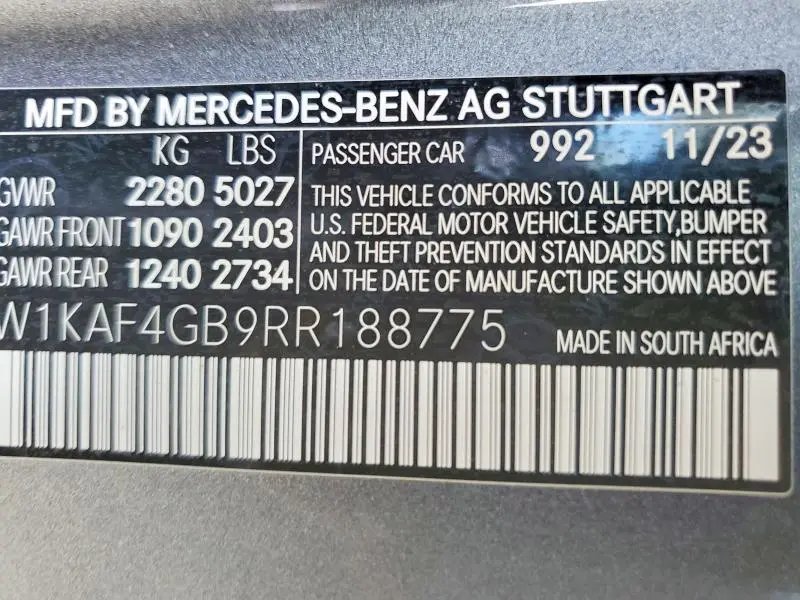 MFD BY MERCEDES-BENZ AG STUTTGART
KG LBS
GVWR 2280 5027
GAWR FRONT 1090 2403
GAWR REAR 1240 2734
PASSENGER CAR 992 11/23
THIS VEHICLE CONFORMS TO ALL APPLICABLE
U.S. FEDERAL MOTOR VEHICLE SAFETY,BUMPER
AND THEFT PREVENTION STANDARDS IN EFFECT
ON THE DATE OF MANUFACTURE SHOWN ABOVE
W1KAF4GB9RR188775
MADE IN SOUTH AFRICA